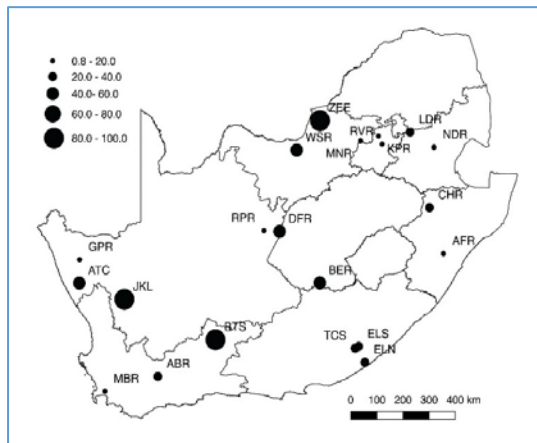 0.8 - 20.0
20.0 - 40.0
40.0 - 60.0
60.0 - 80.0
80.0 - 100.0
ZEE
LDR
RVR
NDR
WSR
MNR
KPR
CHR
RPR
DFR
AFR
GPR
ATC
BER
JKL
R7S
TCS
ELS
ELN
ABR
MBR
0 100 200 300 400 km